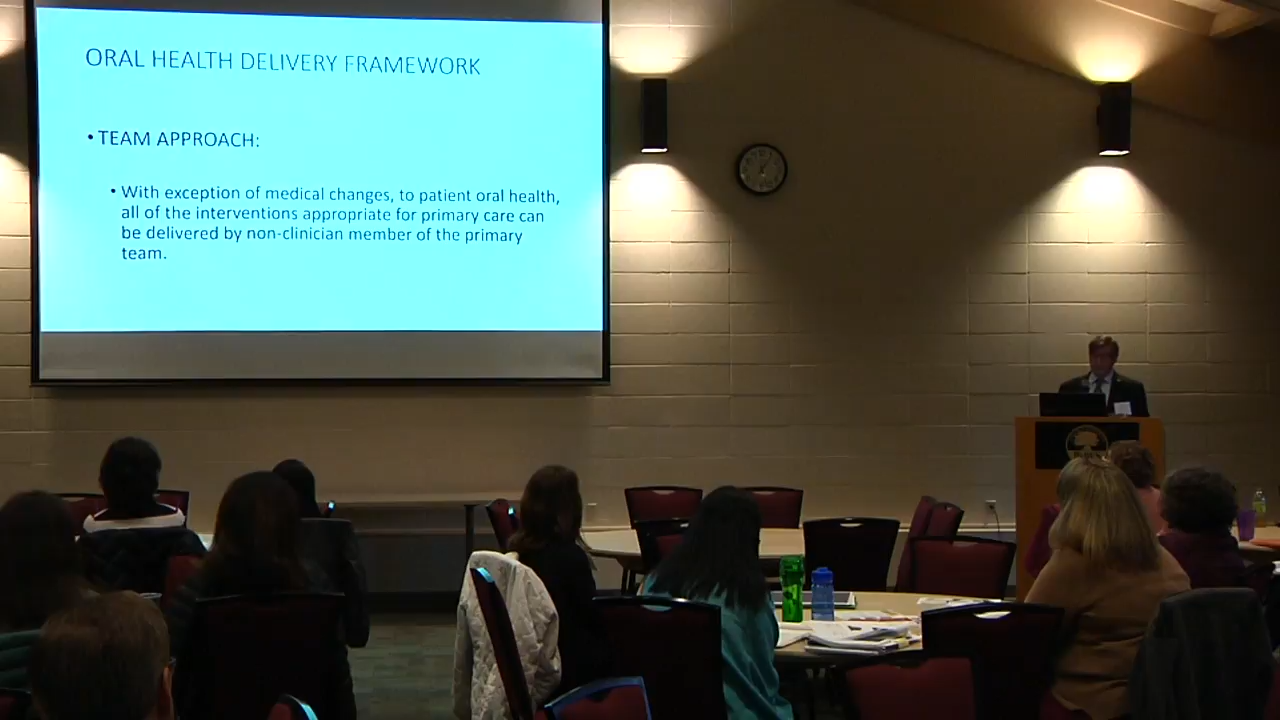 ORAL HEALTH DELIVERY FRAMEWORK
• TEAM APPROACH:
• With exception of medical changes, to patient oral health,
all of the interventions appropriate for primary care can
be delivered by non-clinician member of the primary
team.